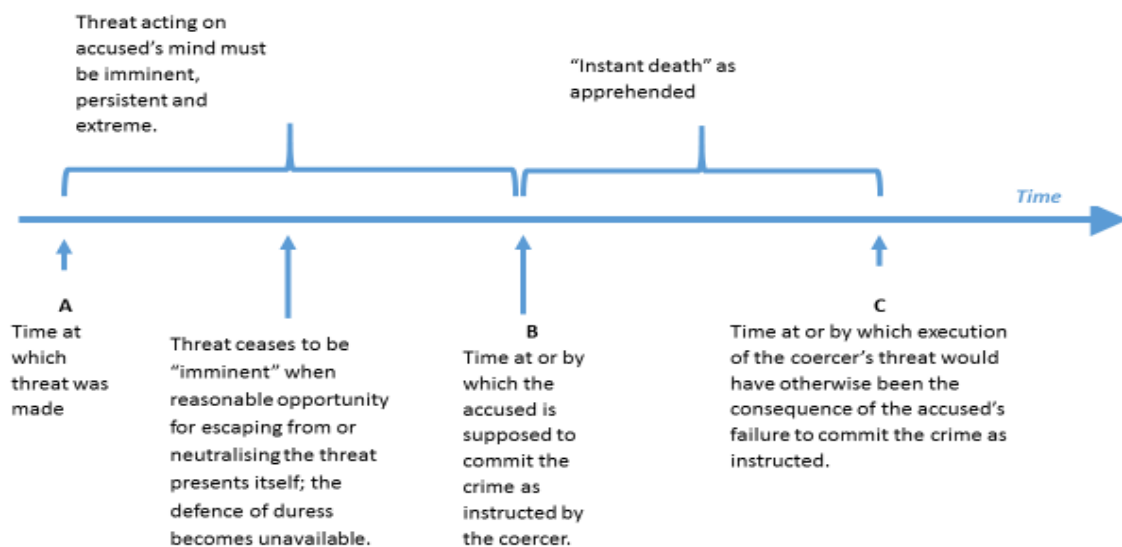 Threat acting on
accused’s mind must
be imminent,
persistent and
extreme.
“Instant death” as
apprehended
Time
A
Time at
which
threat was
made
Threat ceases to be
“imminent” when
reasonable opportunity
for escaping from or
neutralising the threat
presents itself; the
defence of duress
becomes unavailable.
B
Time at or by
which the
accused is
supposed to
commit the
crime as
instructed by
the coercer.
C
Time at or by which execution
of the coercer’s threat would
have otherwise been the
consequence of the accused’s
failure to commit the crime as
instructed.